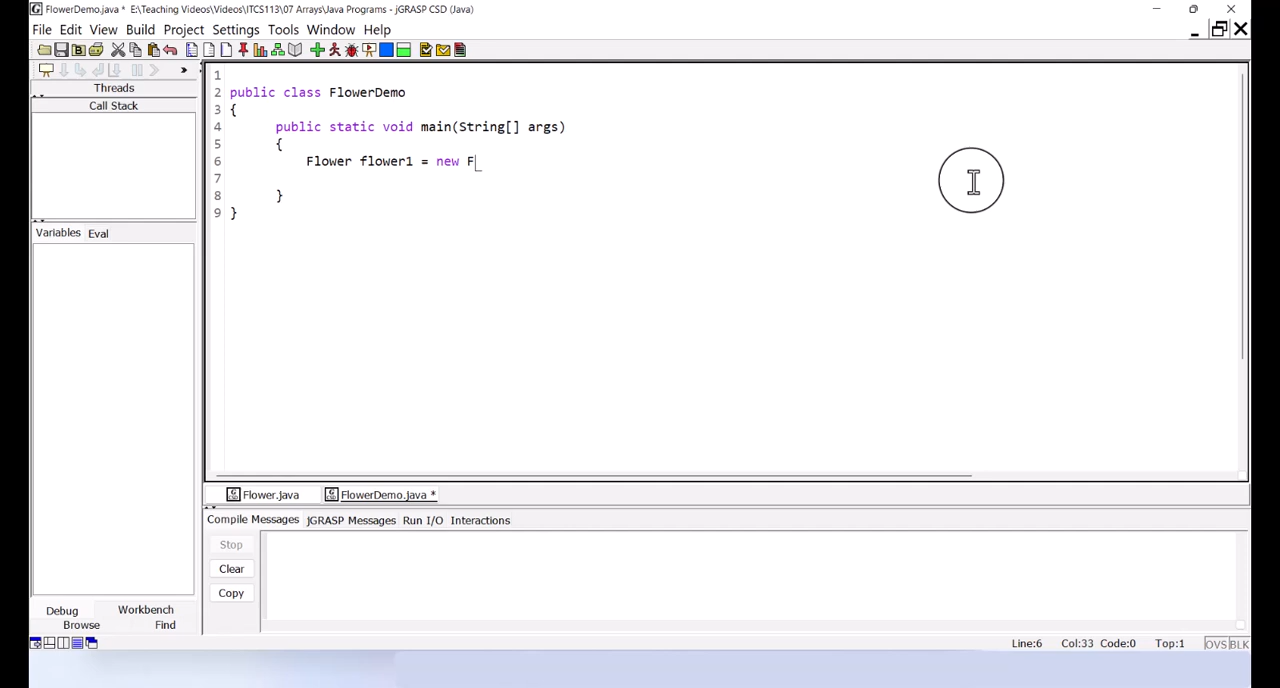 FlowerDemo.java * E:\Teaching Videos\Videos\ITCS113\07 Arrays\Java Programs - jGRASP CSD (Java)
File Edit View Build Project Settings Tools Window Help
Threads
Call Stack
Variables Eval
Debug Workbench
Browse Find
1
2 public class FlowerDemo
3 {
4 public static void main(String[] args)
5 {
6 Flower flower1 = new F
7
8 }
9 }
Flower.java FlowerDemo.java *
Compile Messages jGRASP Messages Run I/O Interactions
Stop
Clear
Copy
Line:6 Col:33 Code:0 Top:1 OVS BLK